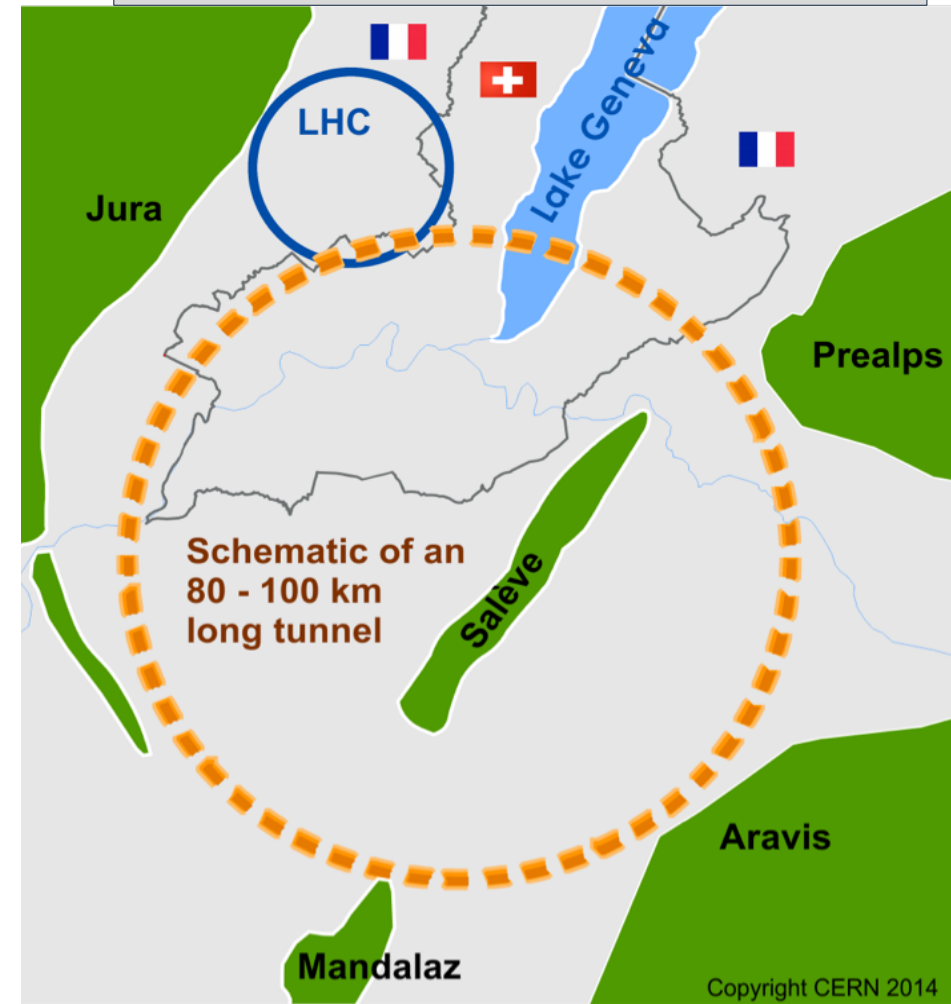 LHC
Lake Geneva
Jura
Prealps
Schematic of an
80 - 100 km
long tunnel
Salève
Aravis
Mandalaz
Copyright CERN 2014